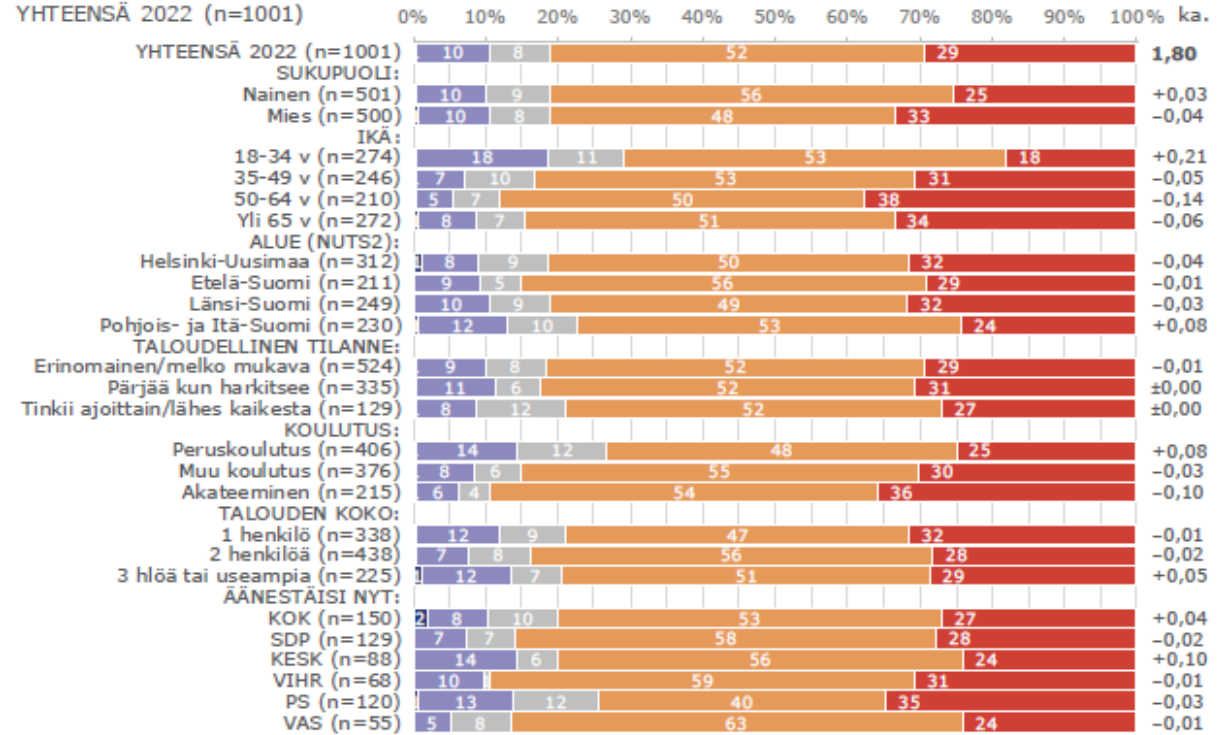 YHTEENSÄ 2022 (n=1001) 0% 10% 20% 30% 40% 50% 60% 70% 80% 90% 100% ka.
YHTEENSÄ 2022 (n=1001) 10 8 52 29 1,80
SUKUPUOLI:
Nainen (n=501) 10 9 56 25 +0,03
Mies (n=500) 10 8 48 33 −0,04
IKÄ:
18-34 v (n=274) 18 11 53 18 +0,21
35-49 v (n=246) 7 10 53 31 −0,05
50-64 v (n=210) 5 7 50 38 −0,14
Yli 65 v (n=272) 8 7 51 34 −0,06
ALUE (NUTS2):
Helsinki-Uusimaa (n=312) 1 8 9 50 32 −0,04
Etelä-Suomi (n=211) 9 5 56 29 −0,01
Länsi-Suomi (n=249) 10 9 49 32 −0,03
Pohjois- ja Itä-Suomi (n=230) 12 10 53 24 +0,08
TALOUDELLINEN TILANNE:
Erinomainen/melko mukava (n=524) 9 8 52 29 −0,01
Pärjää kun harkitsee (n=335) 11 6 52 31 ±0,00
Tinkii ajoittain/lähes kaikesta (n=129) 8 12 52 27 ±0,00
KOULUTUS:
Peruskoulutus (n=406) 14 12 48 25 +0,08
Muu koulutus (n=376) 8 6 55 30 −0,03
Akateeminen (n=215) 6 4 54 36 −0,10
TALOUDEN KOKO:
1 henkilö (n=338) 12 9 47 32 −0,01
2 henkilöä (n=438) 7 8 56 28 −0,02
3 hlöä tai useampia (n=225) 1 12 7 51 29 +0,05
ÄÄNESTÄISI NYT:
KOK (n=150) 2 8 10 53 27 +0,04
SDP (n=129) 7 7 58 28 −0,02
KESK (n=88) 14 6 56 24 +0,10
VIHR (n=68) 10 59 31 −0,01
PS (n=120) 13 12 40 35 −0,03
VAS (n=55) 5 8 63 24 −0,01